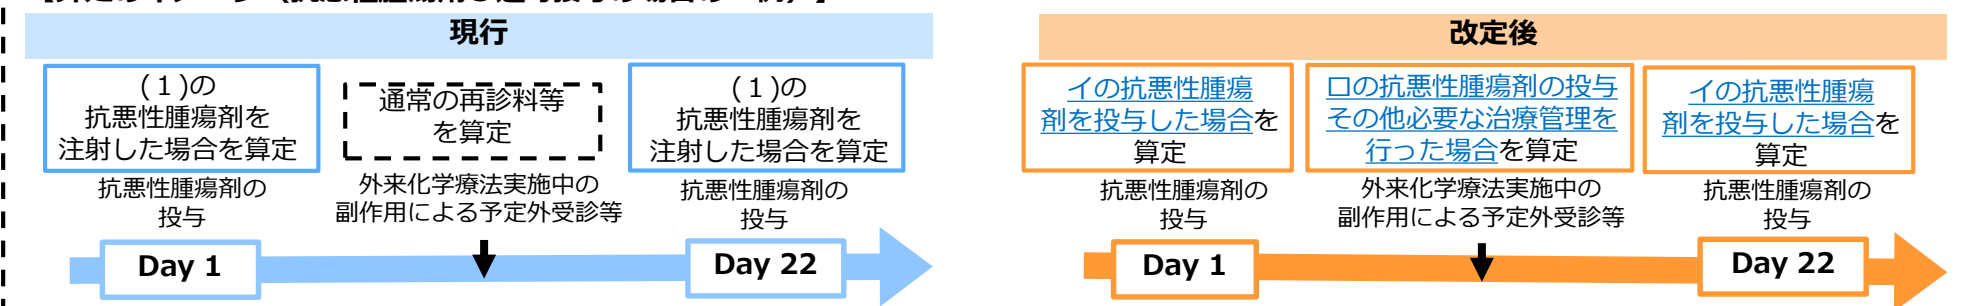 現行
(１)の
抗悪性腫瘍剤を
注射した場合を算定
通常の再診料等
を算定
(１)の
抗悪性腫瘍剤を
注射した場合を算定
抗悪性腫瘍剤の
投与
外来化学療法実施中の
副作用による予定外受診等
抗悪性腫瘍剤の
投与
Day 1
Day 22
改定後
イの抗悪性腫瘍
剤を投与した場合を
算定
ロの抗悪性腫瘍剤の投与
その他必要な治療管理を
行った場合を算定
イの抗悪性腫瘍
剤を投与した場合を
算定
抗悪性腫瘍剤の
投与
外来化学療法実施中の
副作用による予定外受診等
抗悪性腫瘍剤の
投与
Day 1
Day 22